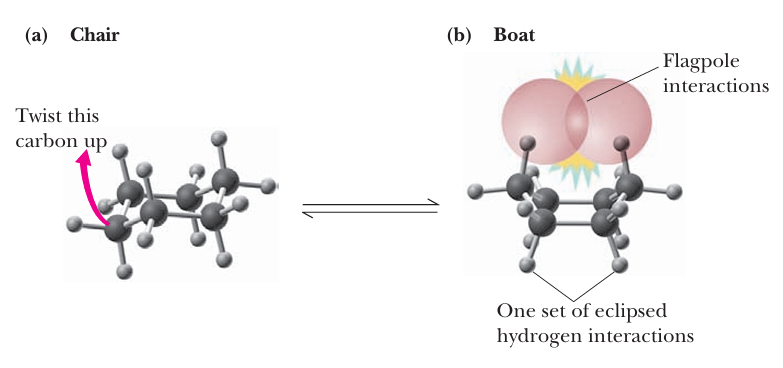 (a) Chair
(b) Boat
Flagpole
interactions
Twist this
carbon up
One set of eclipsed
hydrogen interactions